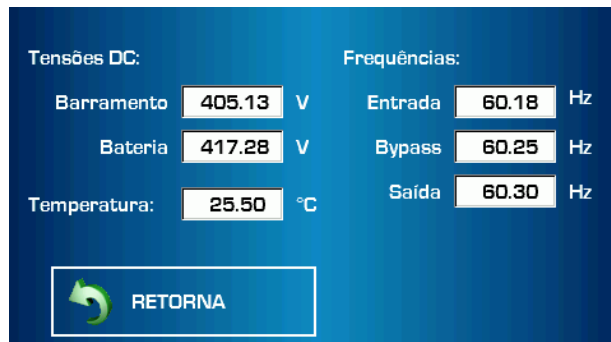 Tensões DC:
Barramento 405.13 V
Bateria 417.28 V
Temperatura: 25.50 °C
Frequências:
Entrada 60.18 Hz
Bypass 60.25 Hz
Saída 60.30 Hz
RETORNA